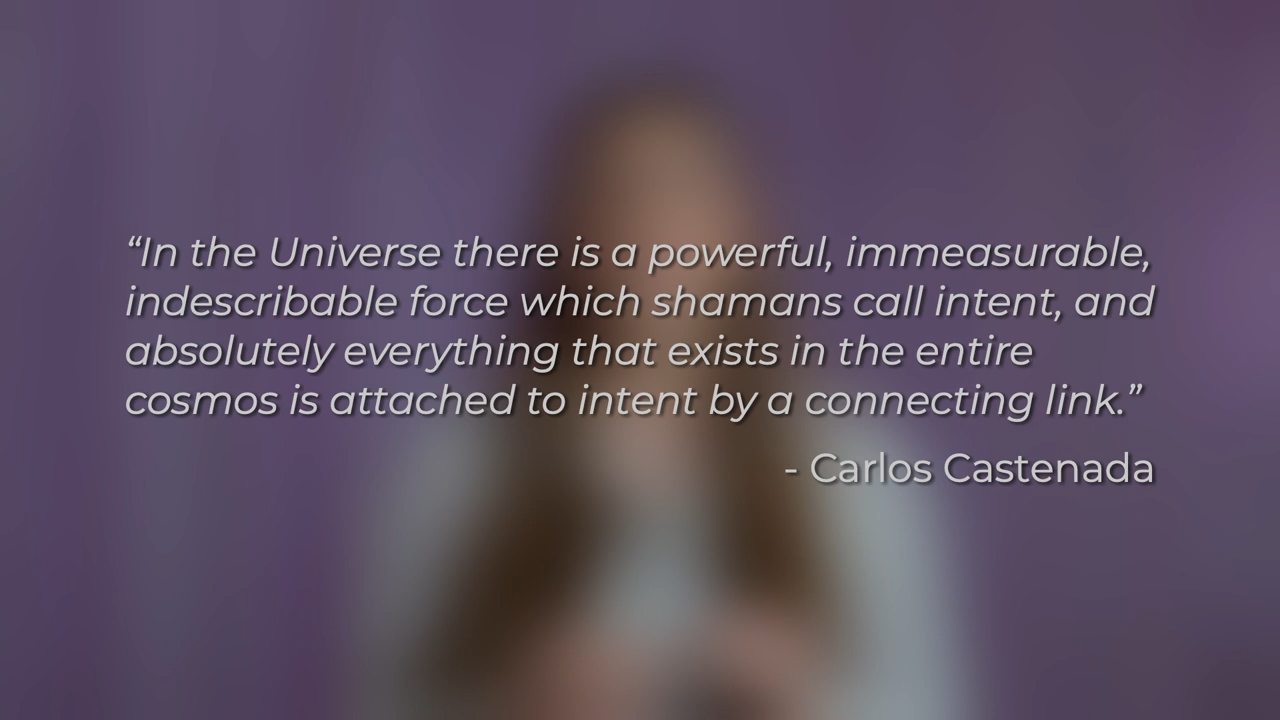 “In the Universe there is a powerful, immeasurable,
indescribable force which shamans call intent, and
absolutely everything that exists in the entire
cosmos is attached to intent by a connecting link.”
- Carlos Castenada